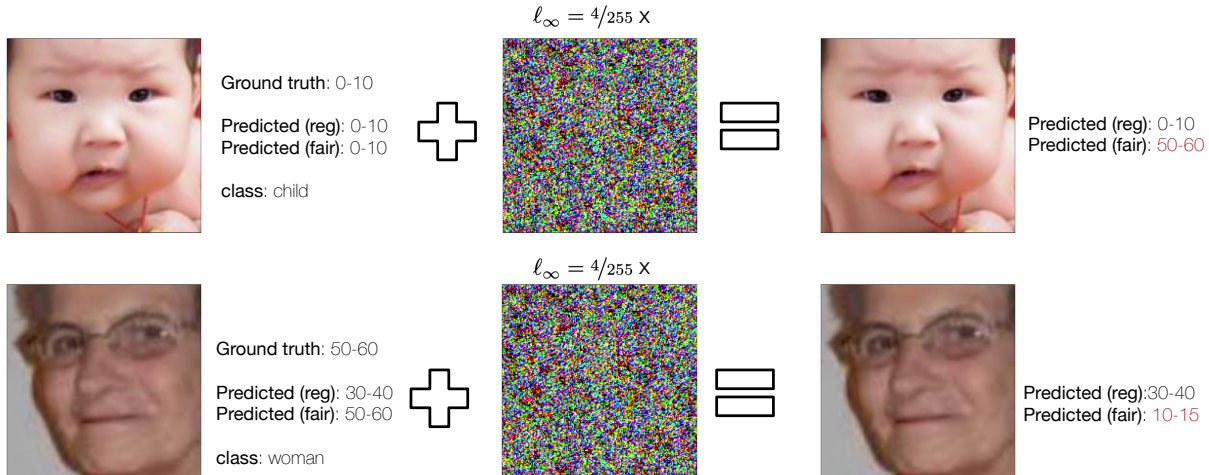 ℓ∞ = 4/255 x
Ground truth: 0-10
Predicted (reg): 0-10
Predicted (fair): 0-10
class: child
Predicted (reg): 0-10
Predicted (fair): 50-60
ℓ∞ = 4/255 x
Ground truth: 50-60
Predicted (reg): 30-40
Predicted (fair): 50-60
class: woman
Predicted (reg):30-40
Predicted (fair): 10-15